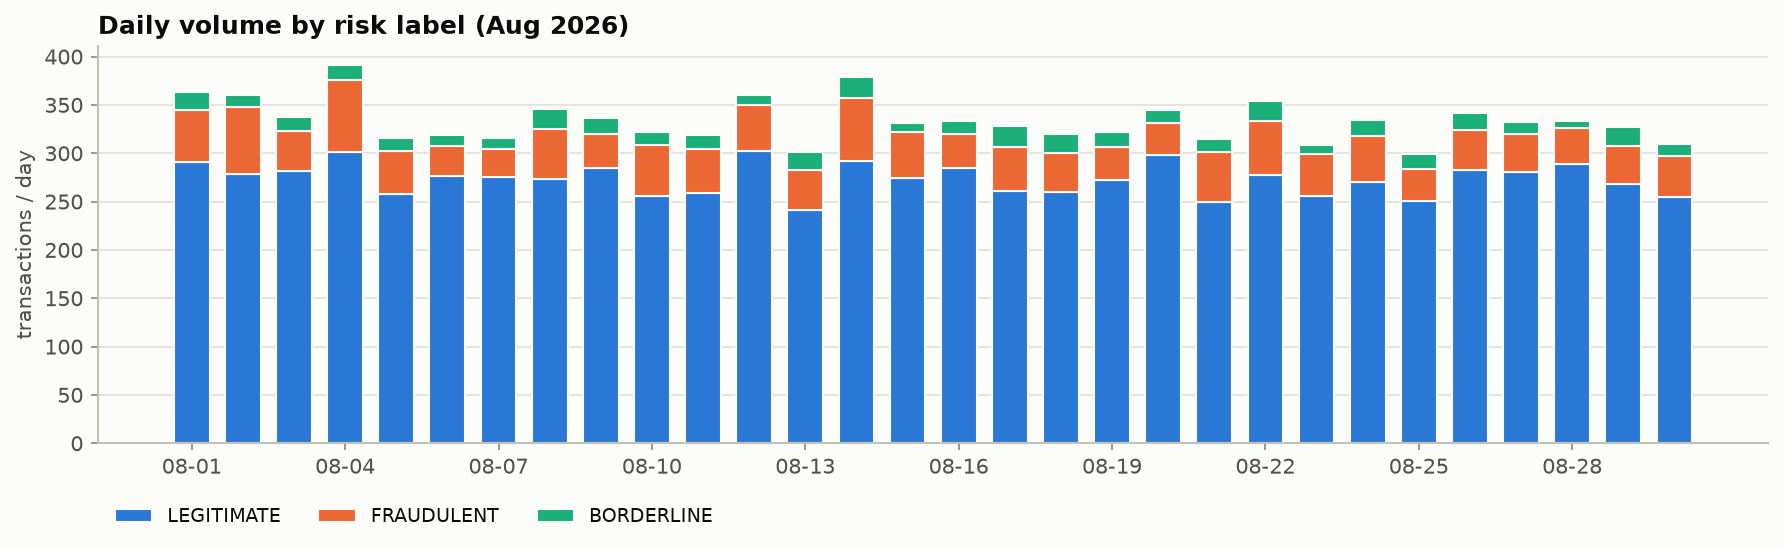 Daily volume by risk label (Aug 2026)
transactions / day
400
350
300
250
200
150
100
50
0
08-01 08-04 08-07 08-10 08-13 08-16 08-19 08-22 08-25 08-28
LEGITIMATE FRAUDULENT BORDERLINE